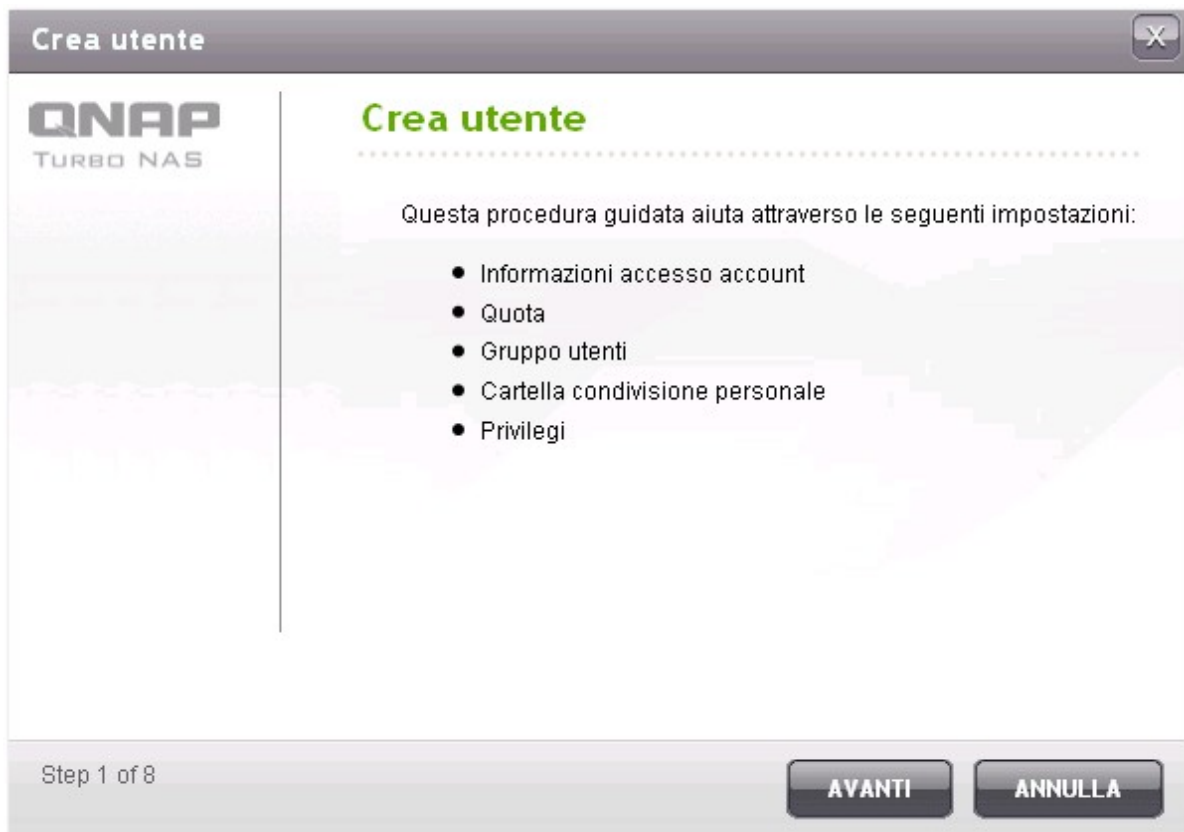 Crea utente
X
QNAP
TURBO NAS
Crea utente
Questa procedura guidata aiuta attraverso le seguenti impostazioni:
Informazioni accesso account
Quota
Gruppo utenti
Cartella condivisione personale
Privilegi
Step 1 of 8
AVANTI
ANNULLA